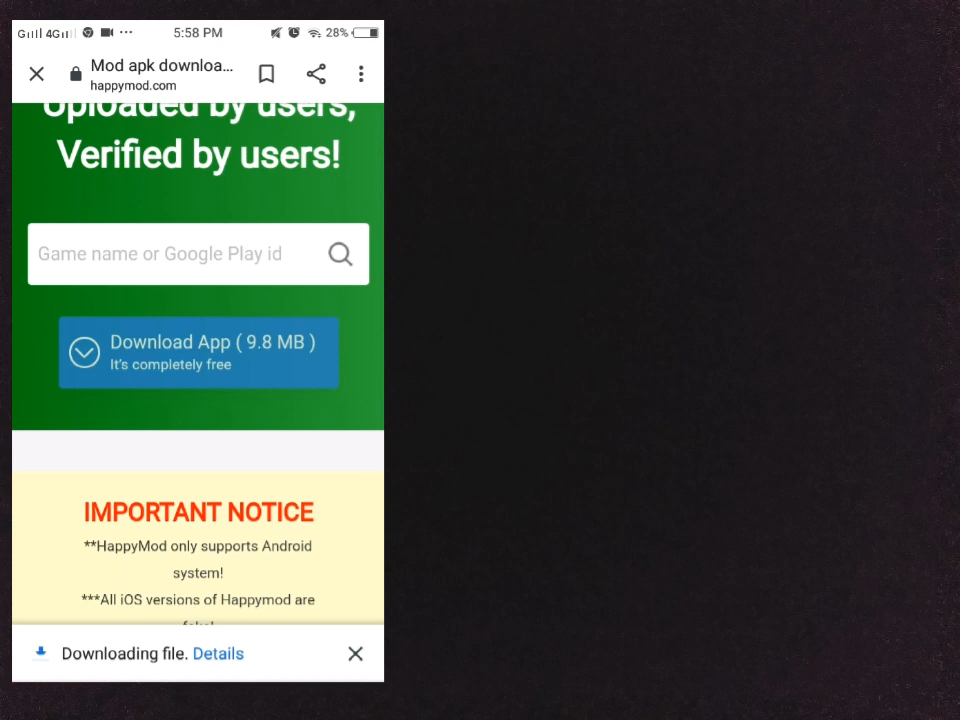 4G 5:58 PM 28%
Mod apk downloa...
happymod.com
Uploaded by users,
Verified by users!
Game name or Google Play id
Download App ( 9.8 MB )
It's completely free
IMPORTANT NOTICE
**HappyMod only supports Android
system!
***All iOS versions of Happymod are
fake!
Downloading file. Details